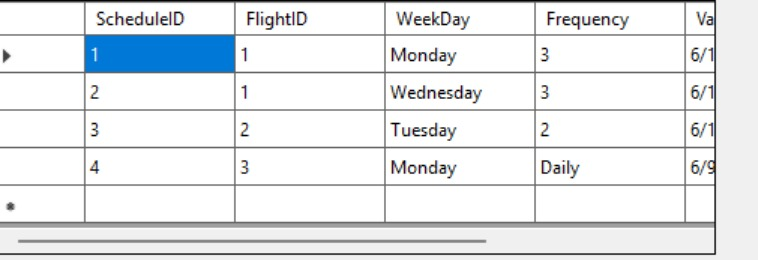 ScheduleID FlightID WeekDay Frequency Va
1 1 Monday 3 6/1
2 1 Wednesday 3 6/1
3 2 Tuesday 2 6/1
4 3 Monday Daily 6/9